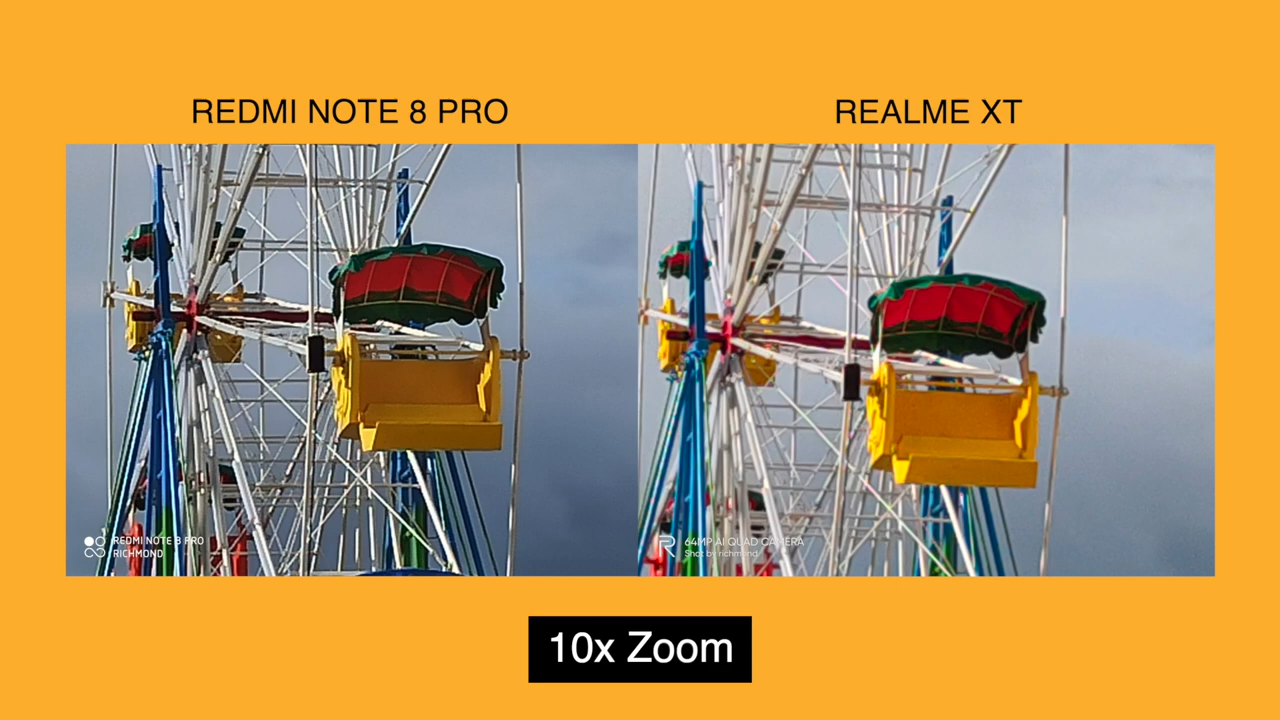 REDMI NOTE 8 PRO
REALME XT
REDMI NOTE 8 PRO
RICHMOND
64MP AI QUAD CAMERA
Shot by richmond
10x Zoom